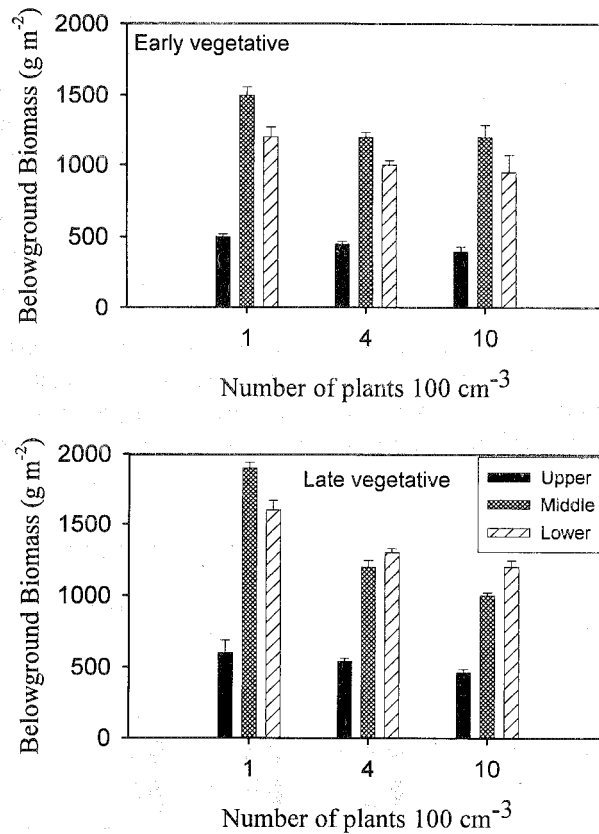 Belowground Biomass (g m⁻²)
2000
1500
1000
500
0
Early vegetative
1 4 10
Number of plants 100 cm⁻³
Belowground Biomass (g m⁻²)
2000
1500
1000
500
0
Late vegetative
Upper
Middle
Lower
1 4 10
Number of plants 100 cm⁻³